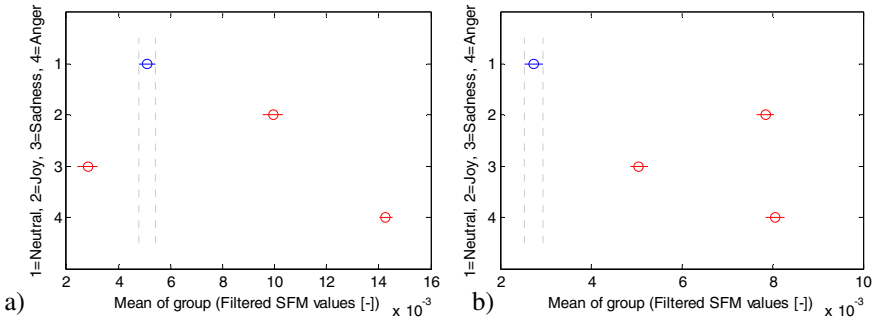 1=Neutral, 2=Joy, 3=Sadness, 4=Anger
1
2
3
4
2 4 6 8 10 12 14 16
x 10-3
Mean of group (Filtered SFM values [-])
a)
1=Neutral, 2=Joy, 3=Sadness, 4=Anger
1
2
3
4
2 4 6 8 10
x 10-3
Mean of group (Filtered SFM values [-])
b)